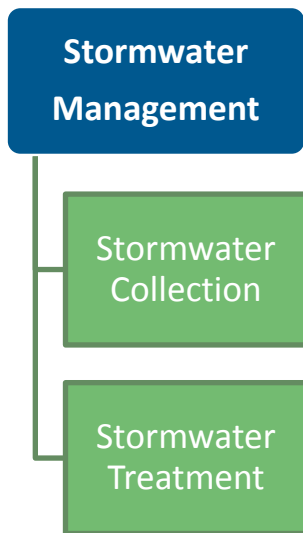 Stormwater
Management
Stormwater
Collection
Stormwater
Treatment